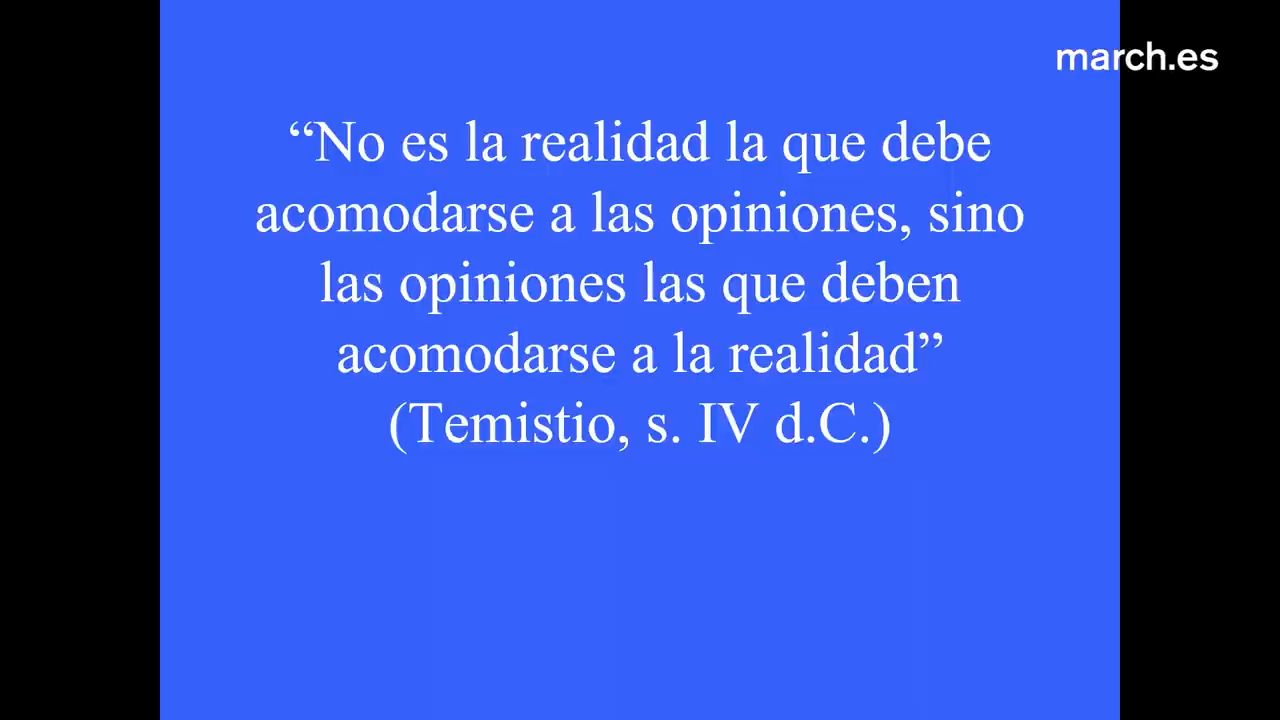 march.es
“No es la realidad la que debe
acomodarse a las opiniones, sino
las opiniones las que deben
acomodarse a la realidad”
(Temistio, s. IV d.C.)